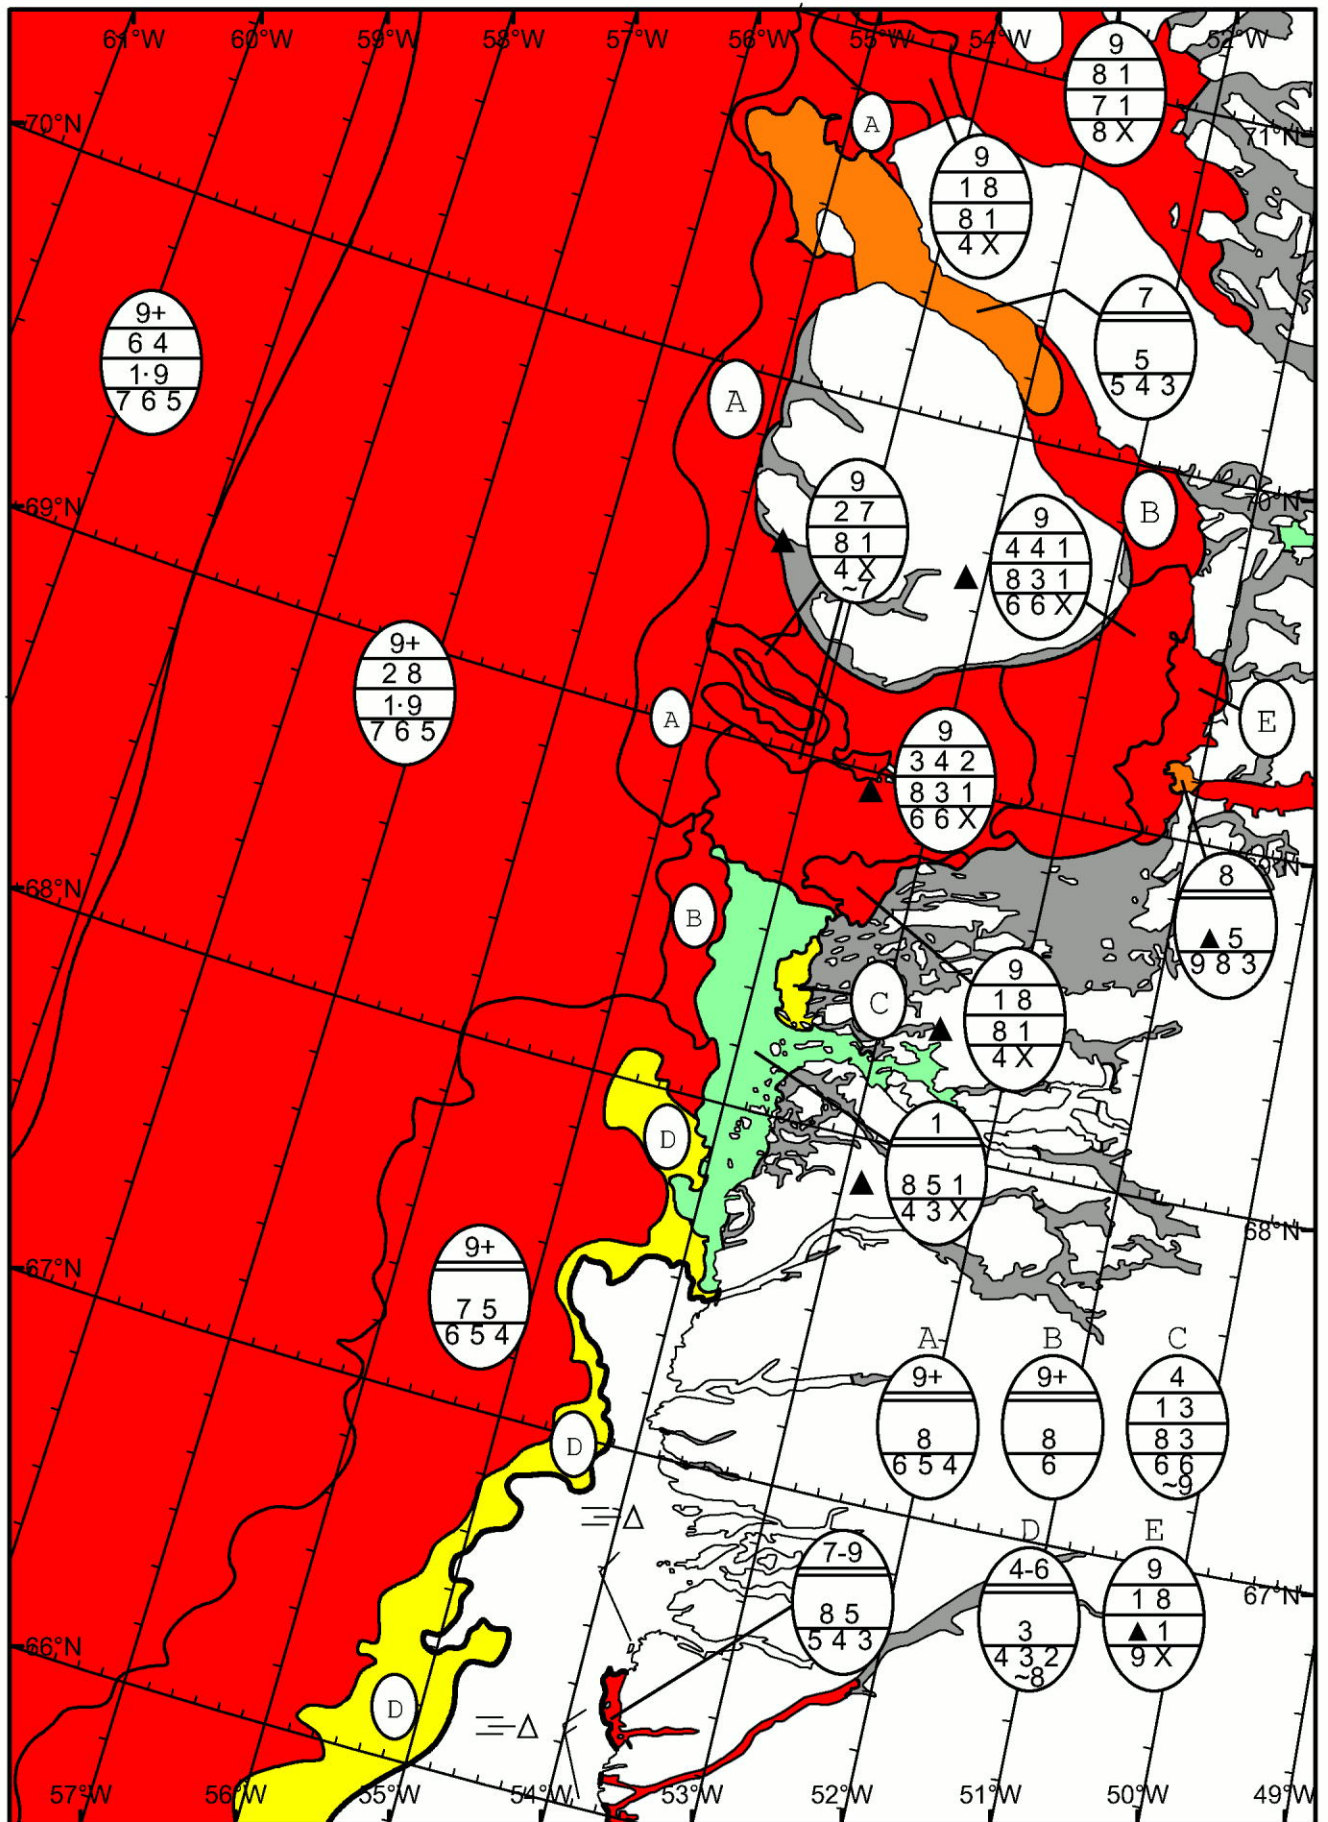 61°W 60°W 59°W 58°W 57°W 56°W 55°W 54°W 52°W
9
8 1
7 1
8 X
70°N
A
71°N
9
1 8
8 1
4 X
9+
6 4
1·9
7 6 5
7
5
5 4 3
A
9
2 7
8 1
4 X
~7
9
4 4 1
8 3 1
6 6 X
B
69°N
70°N
9+
2 8
1·9
7 6 5
A
E
9
3 4 2
8 3 1
6 6 X
68°N
69°N
8
5
9 8 3
B
C
9
1 8
8 1
4 X
D
1
8 5 1
4 3 X
67°N
68°N
9+
7 5
6 5 4
A B C
9+
8
6 5 4
9+
8
6
4
1 3
8 3
6 6
~9
D
D E
7-9
8 5
5 4 3
4-6
3
4 3 2
~8
9
1 8
1
9 X
67°N
66°N
D
57°W 56°W 55°W 54°W 53°W 52°W 51°W 50°W 49°W